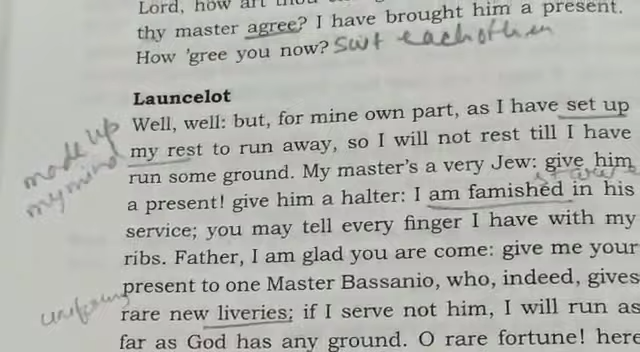 Lord, how art thou
thy master agree? I have brought him a present.
How 'gree you now? Suit each other
Launcelot
Well, well: but, for mine own part, as I have set up
made up
my rest to run away, so I will not rest till I have
my mind
run some ground. My master's a very Jew: give him
starve
a present! give him a halter: I am famished in his
service; you may tell every finger I have with my
ribs. Father, I am glad you are come: give me your
present to one Master Bassanio, who, indeed, gives
uniforms
rare new liveries; if I serve not him, I will run as
far as God has any ground. O rare fortune! here